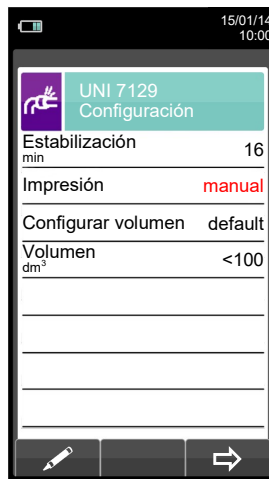 15/01/14
10:00
UNI 7129
Configuración
Estabilización
min
16
Impresión manual
Configurar volumen default
Volumen
dm³
<100